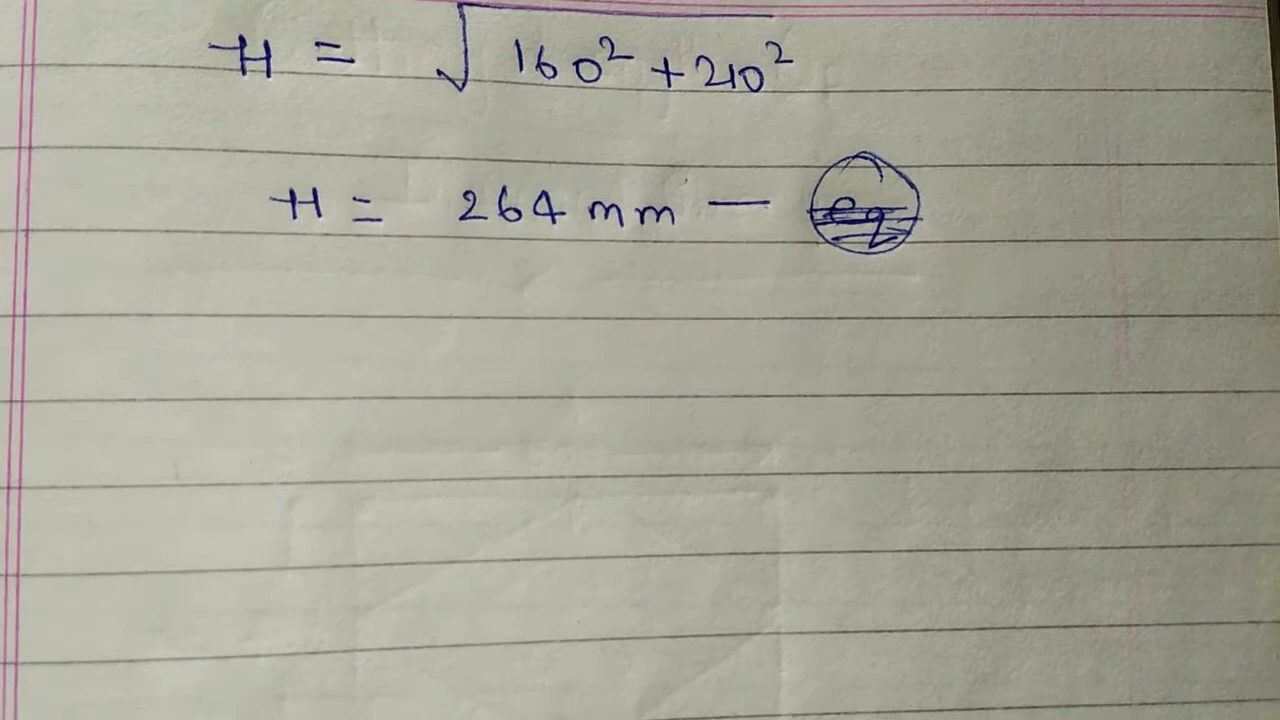 H = √160² + 210²
H = 264 mm —